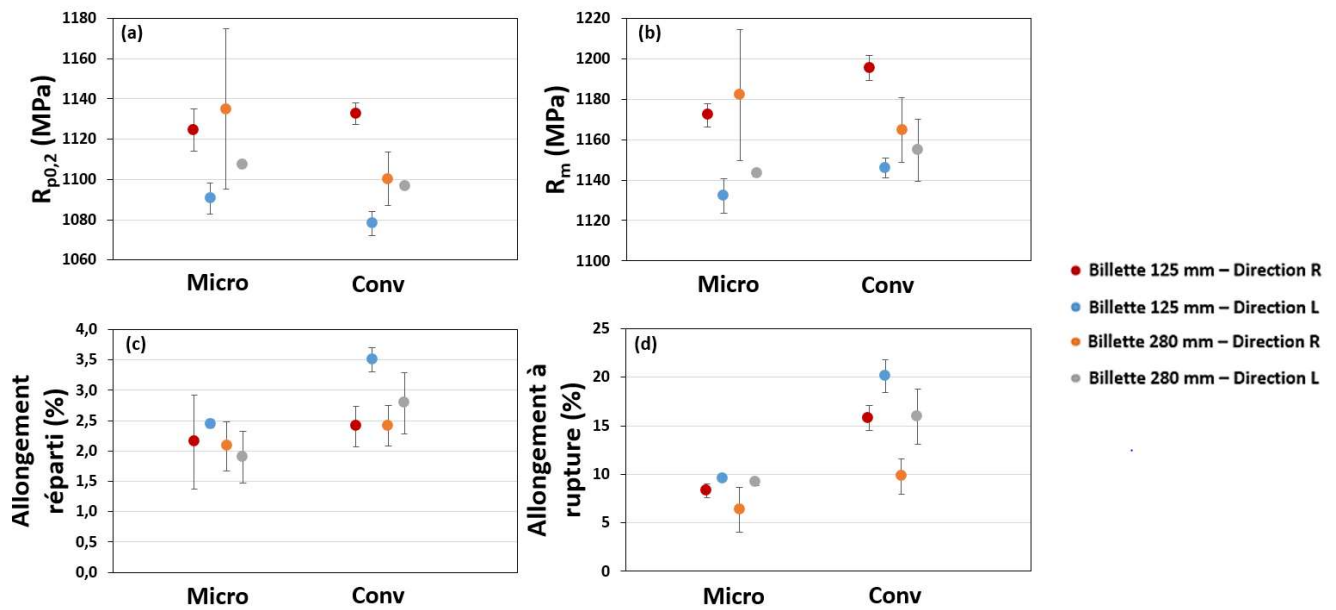 (a)
R_p0,2 (MPa)
1180
1160
1140
1120
1100
1080
1060
Micro
Conv
(b)
R_m (MPa)
1220
1200
1180
1160
1140
1120
1100
Micro
Conv
(c)
Allongement
réparti (%)
4,0
3,5
3,0
2,5
2,0
1,5
1,0
0,5
0,0
Micro
Conv
(d)
Allongement à
rupture (%)
25
20
15
10
5
0
Micro
Conv
Billette 125 mm – Direction R
Billette 125 mm – Direction L
Billette 280 mm – Direction R
Billette 280 mm – Direction L